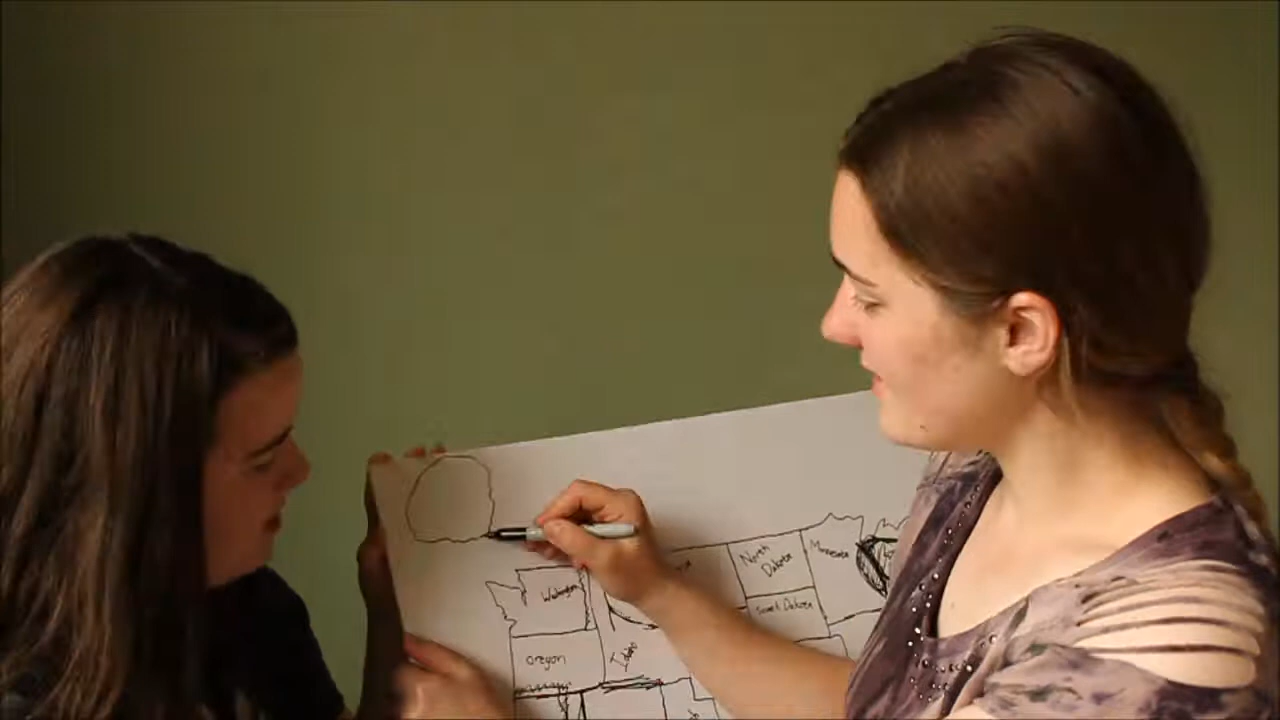 North
Dakota
Minnesota
Washington
South Dakota
Oregon
Idaho